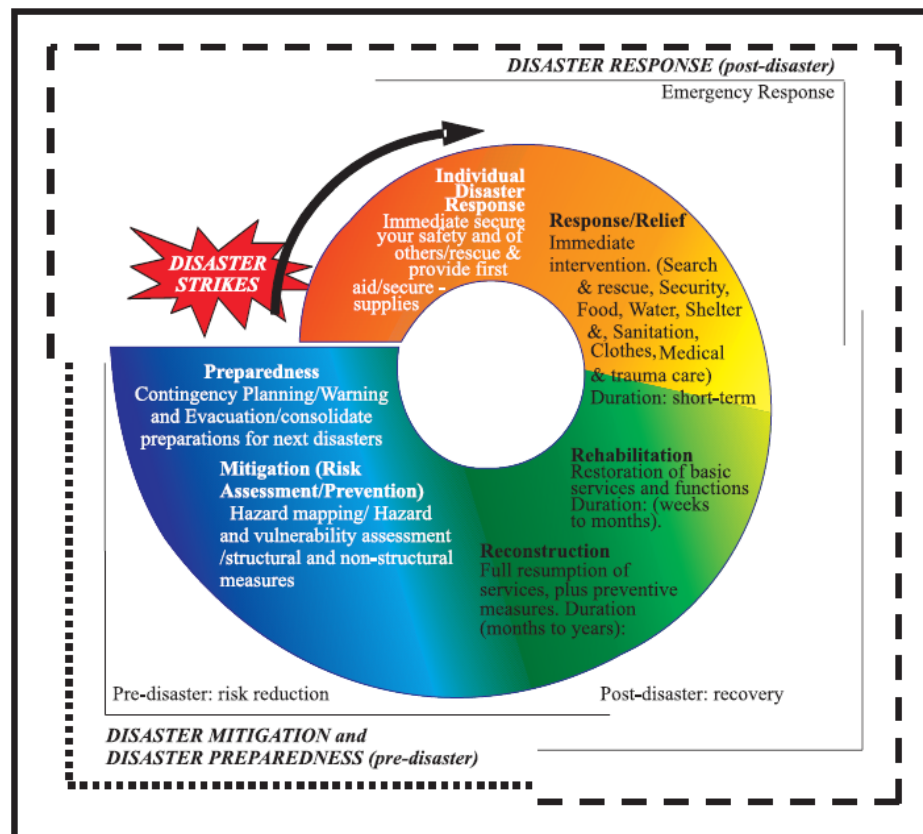 DISASTER RESPONSE (post-disaster)
Emergency Response
DISASTER
STRIKES
Individual
Disaster
Response
Immediate secure
your safety and of
others/rescue &
provide first
aid/secure -
supplies
Response/Relief
Immediate
intervention. (Search
& rescue, Security,
Food, Water, Shelter
&, Sanitation,
Clothes, Medical
& trauma care)
Duration: short-term
Rehabilitation
Restoration of basic
services and functions
Duration: (weeks
to months).
Reconstruction
Full resumption of
services, plus preventive
measures. Duration
(months to years):
Preparedness
Contingency Planning/Warning
and Evacuation/consolidate
preparations for next disasters
Mitigation (Risk
Assessment/Prevention)
Hazard mapping/ Hazard
and vulnerability assessment
/structural and non-structural
measures
Pre-disaster: risk reduction
Post-disaster: recovery
DISASTER MITIGATION and
DISASTER PREPAREDNESS (pre-disaster)